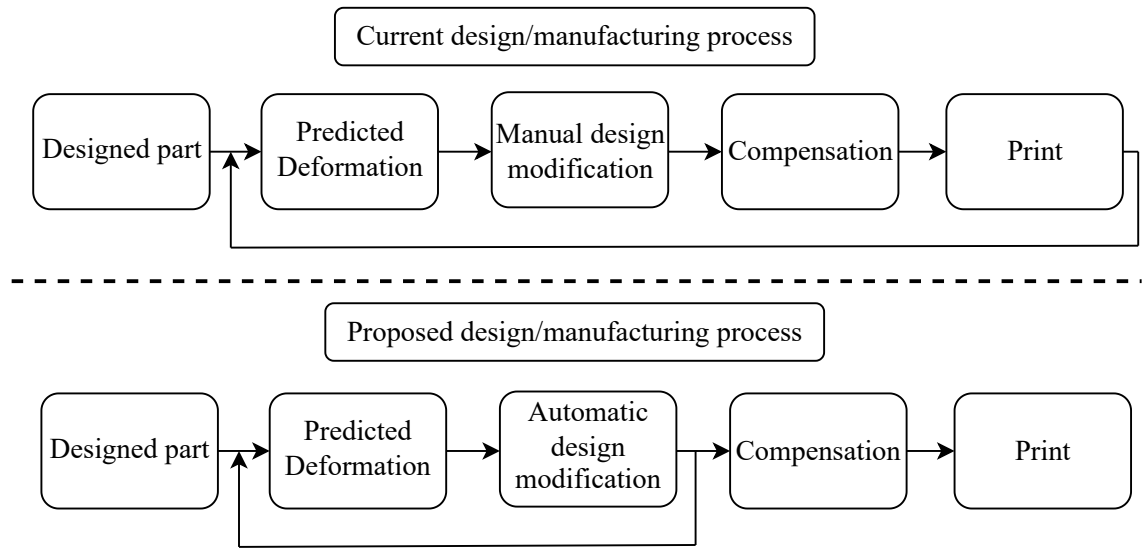 Current design/manufacturing process
Designed part
Predicted
Deformation
Manual design
modification
Compensation
Print
Proposed design/manufacturing process
Designed part
Predicted
Deformation
Automatic
design
modification
Compensation
Print